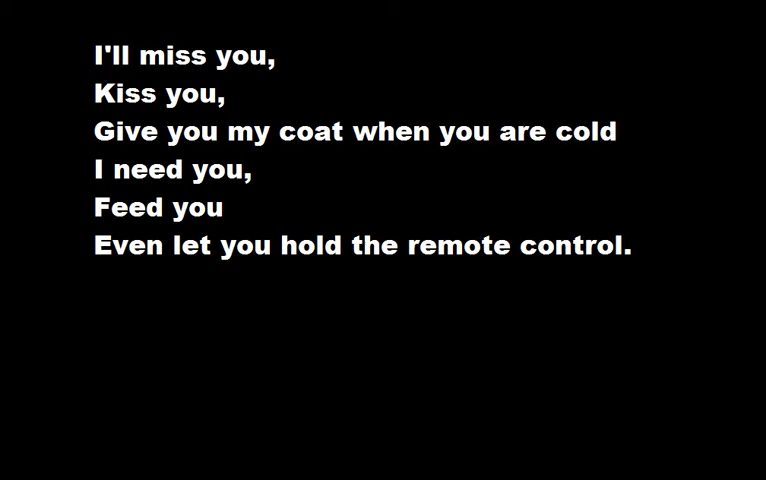 I'll miss you,
Kiss you,
Give you my coat when you are cold
I need you,
Feed you
Even let you hold the remote control.